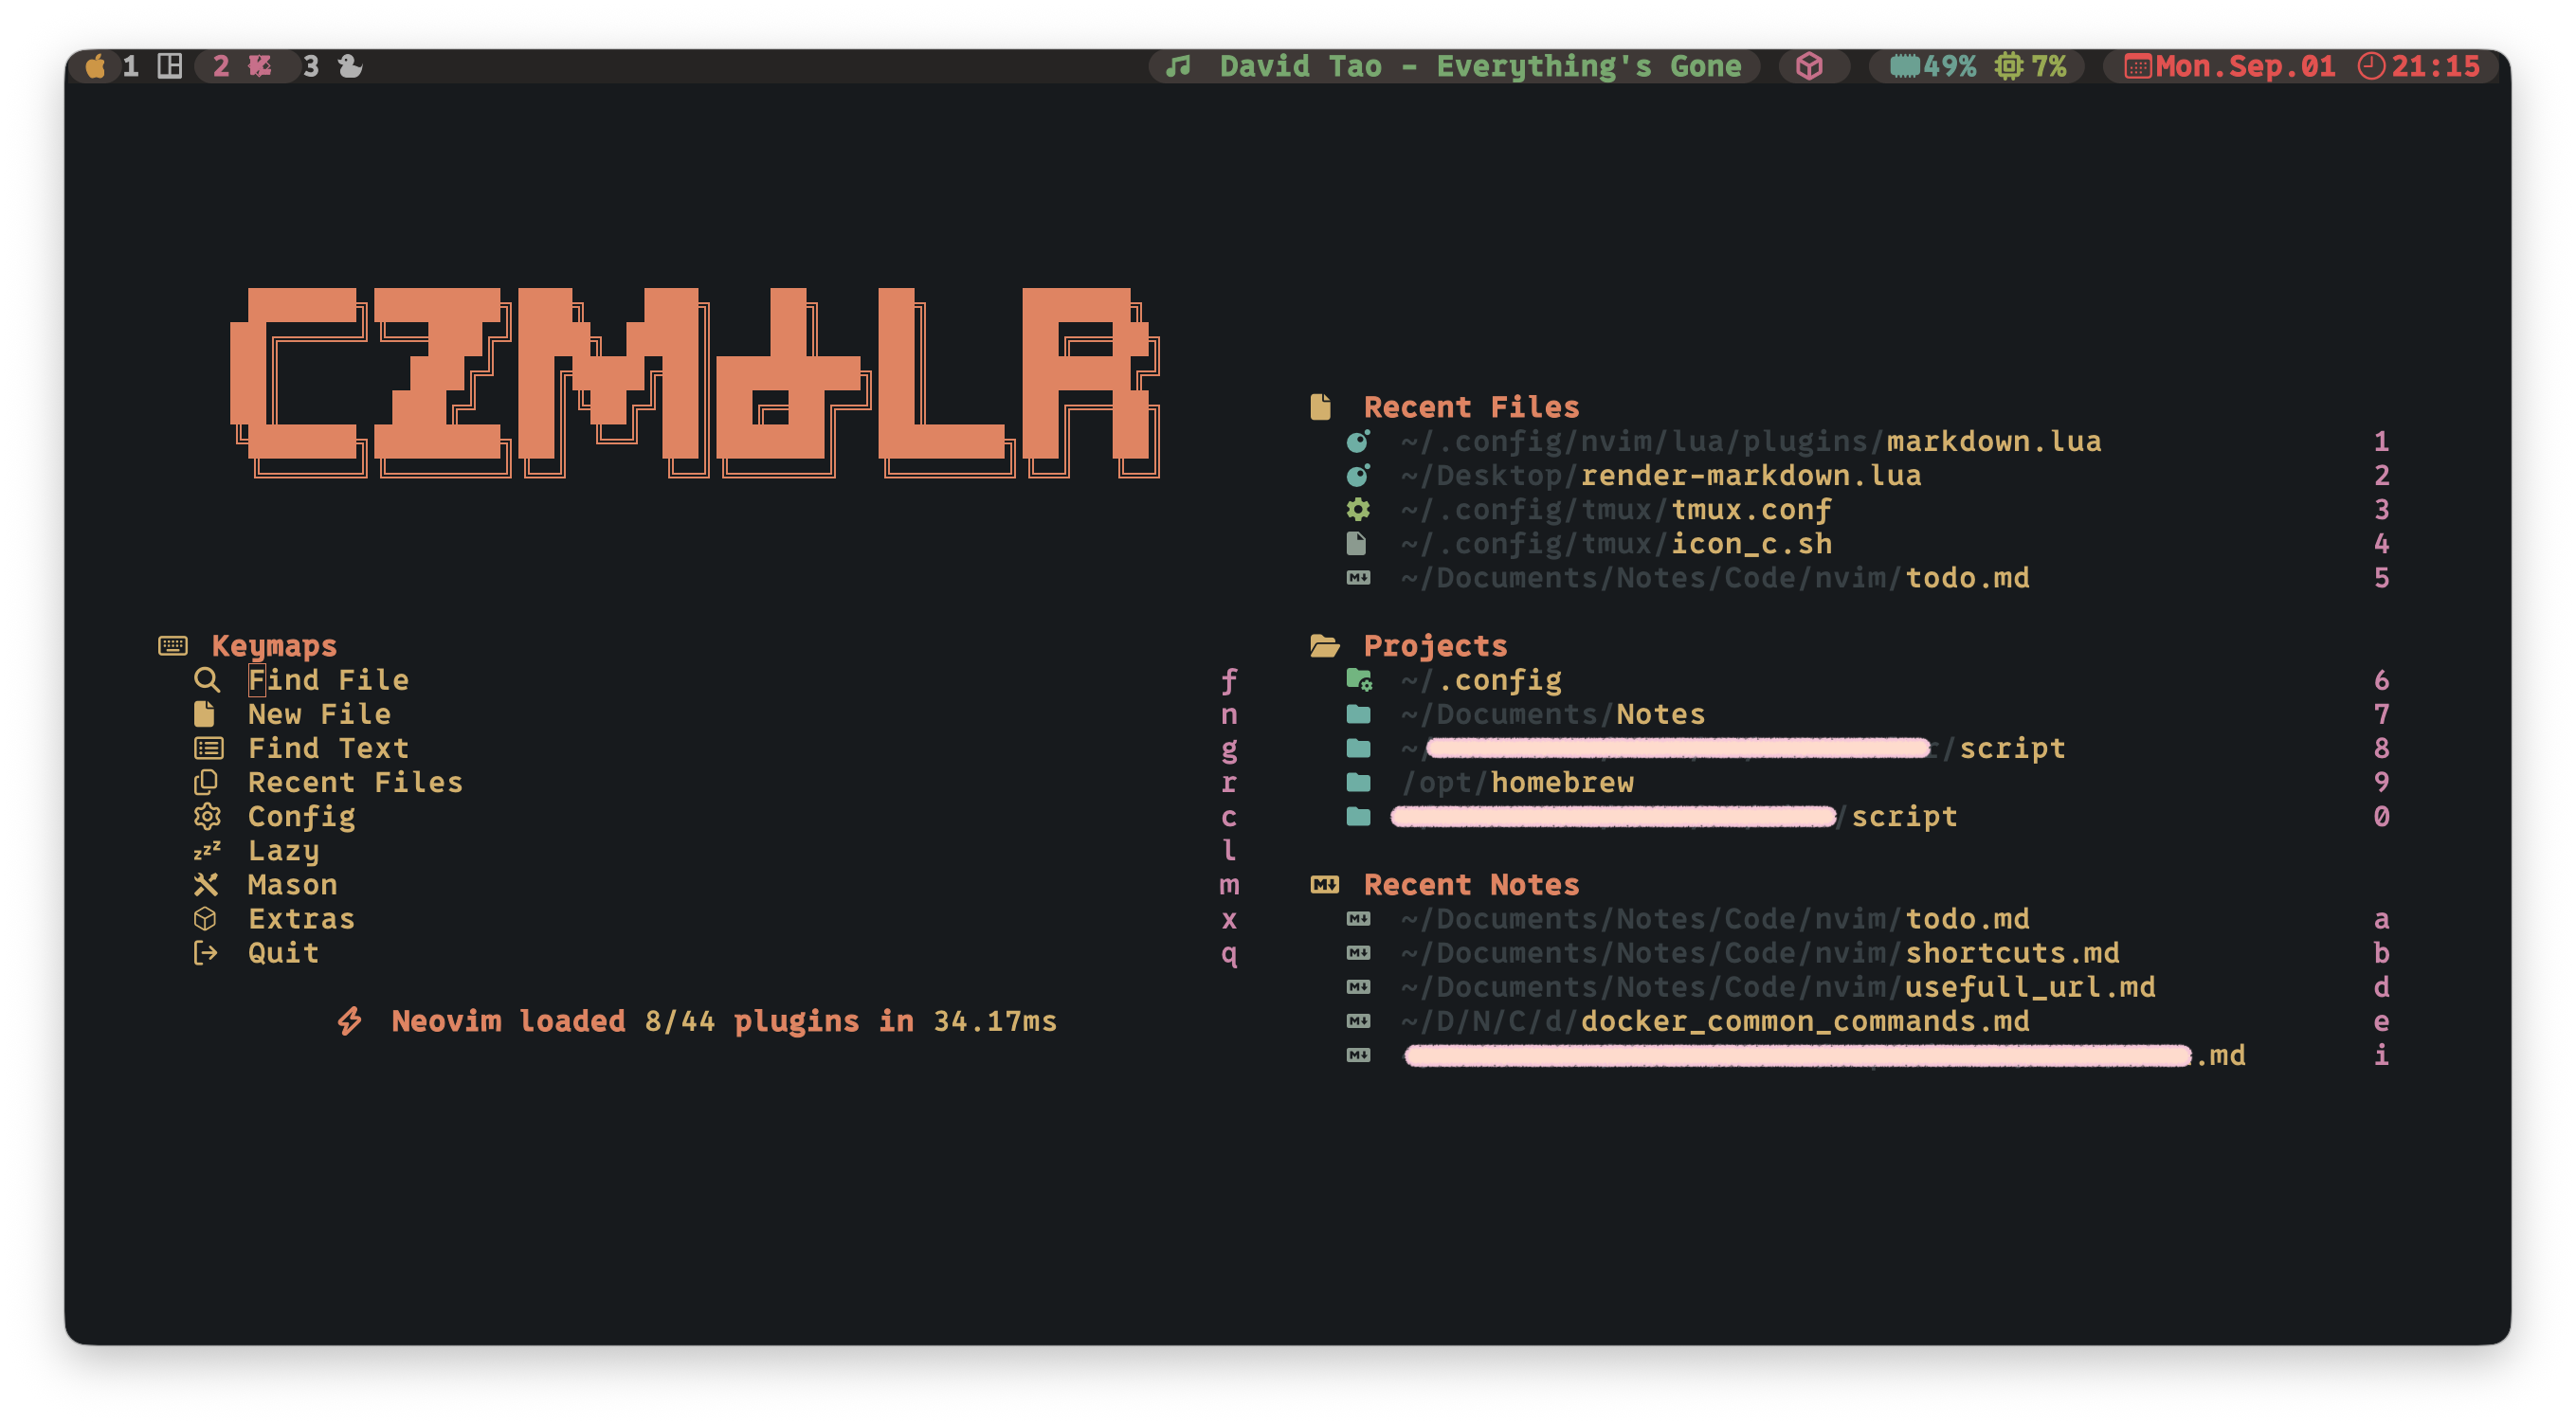 1 2 3 David Tao - Everything's Gone 49% 7% Mon.Sep.01 21:15
Keymaps
Find File f
New File n
Find Text g
Recent Files r
Config c
Lazy l
Mason m
Extras x
Quit q
Neovim loaded 8/44 plugins in 34.17ms
Recent Files
~/.config/nvim/lua/plugins/markdown.lua 1
~/Desktop/render-markdown.lua 2
~/.config/tmux/tmux.conf 3
~/.config/tmux/icon_c.sh 4
~/Documents/Notes/Code/nvim/todo.md 5
Projects
~/.config 6
~/Documents/Notes 7
~/ /script 8
/opt/homebrew 9
/script 0
Recent Notes
~/Documents/Notes/Code/nvim/todo.md a
~/Documents/Notes/Code/nvim/shortcuts.md b
~/Documents/Notes/Code/nvim/usefull_url.md d
~/D/N/C/d/docker_common_commands.md e
.md i